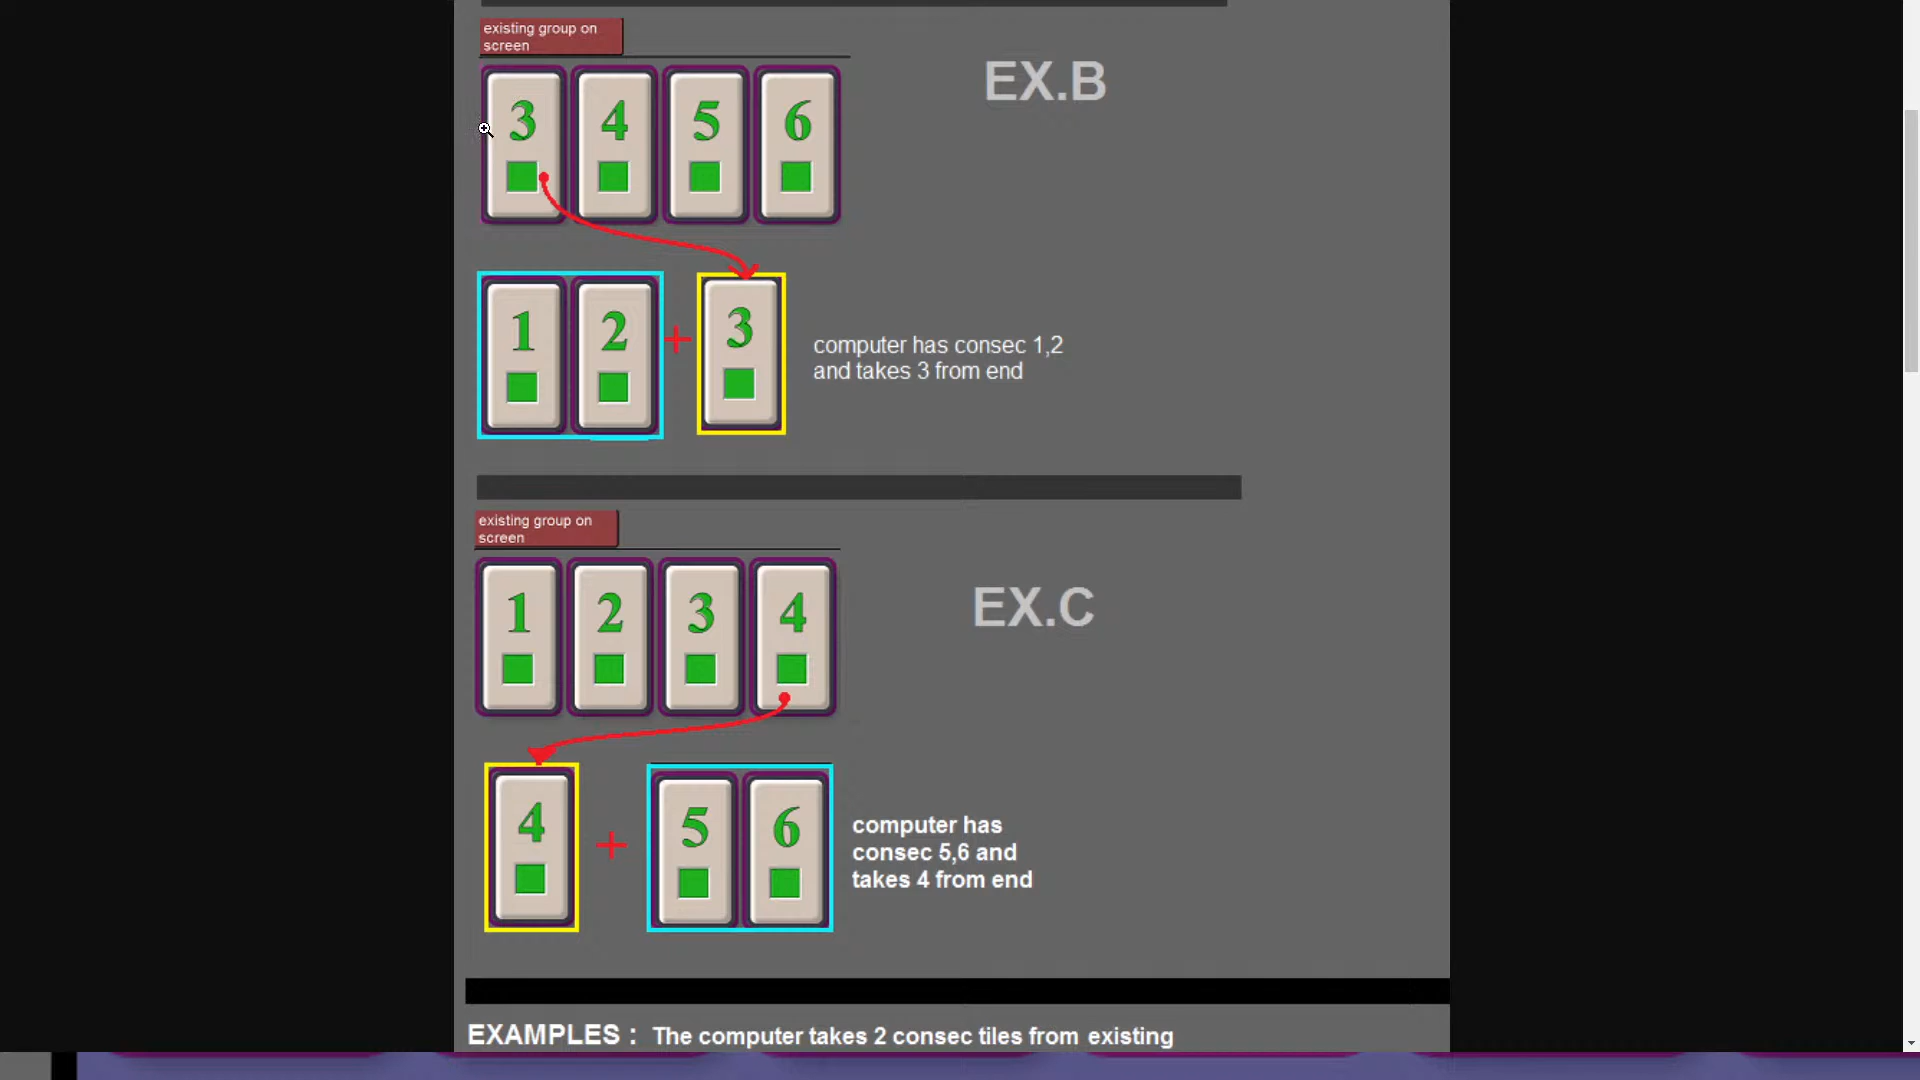 existing group on
screen
EX.B
3 4 5 6
1 2 + 3
computer has consec 1,2
and takes 3 from end
existing group on
screen
EX.C
1 2 3 4
4 + 5 6
computer has
consec 5,6 and
takes 4 from end
EXAMPLES : The computer takes 2 consec tiles from existing